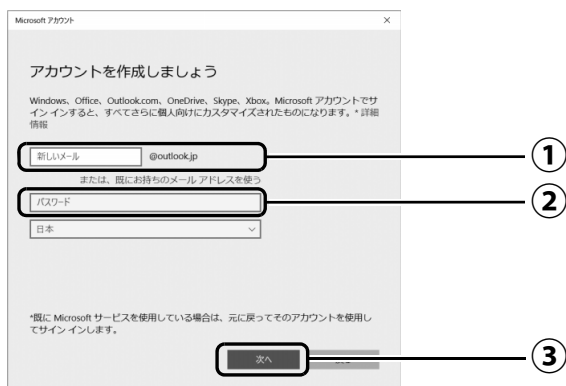 Microsoft アカウント
アカウントを作成しましょう
Windows、Office、Outlook.com、OneDrive、Skype、Xbox。Microsoft アカウントでサ
イン インすると、すべてさらに個人向けにカスタマイズされたものになります。* 詳細
情報
新しいメール @outlook.jp
①
または、既にお持ちのメール アドレスを使う
パスワード
②
日本
*既に Microsoft サービスを使用している場合は、元に戻ってそのアカウントを使用し
てサイン インします。
次へ
③